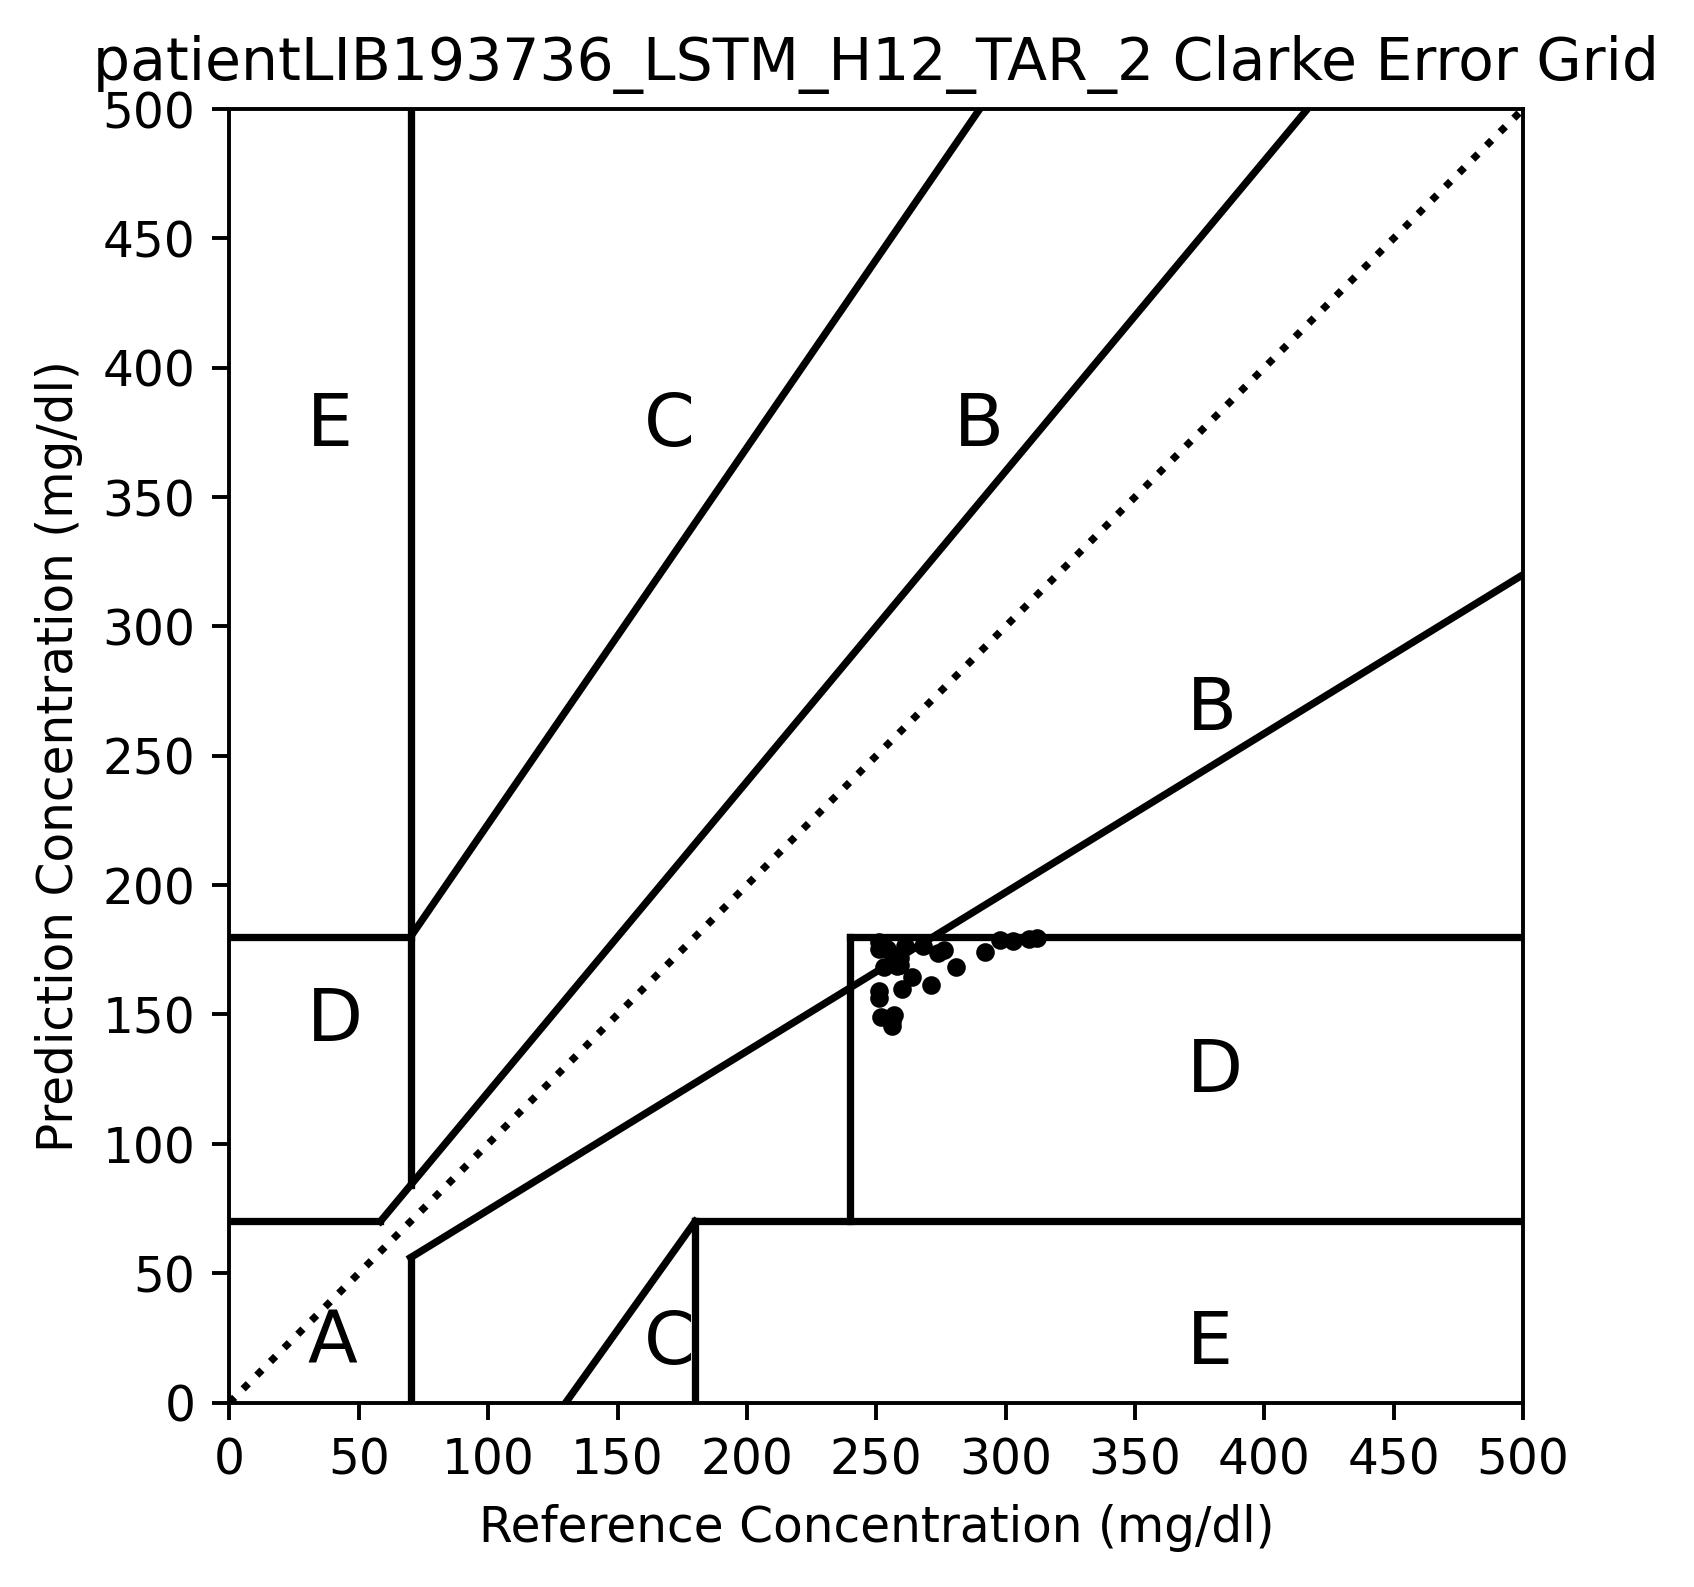 patientLIB193736_LSTM_H12_TAR_2 Clarke Error Grid
500
450
400
350
300
250
200
150
100
50
0
Prediction Concentration (mg/dl)
E
C
B
B
D
D
A
C
E
0 50 100 150 200 250 300 350 400 450 500
Reference Concentration (mg/dl)